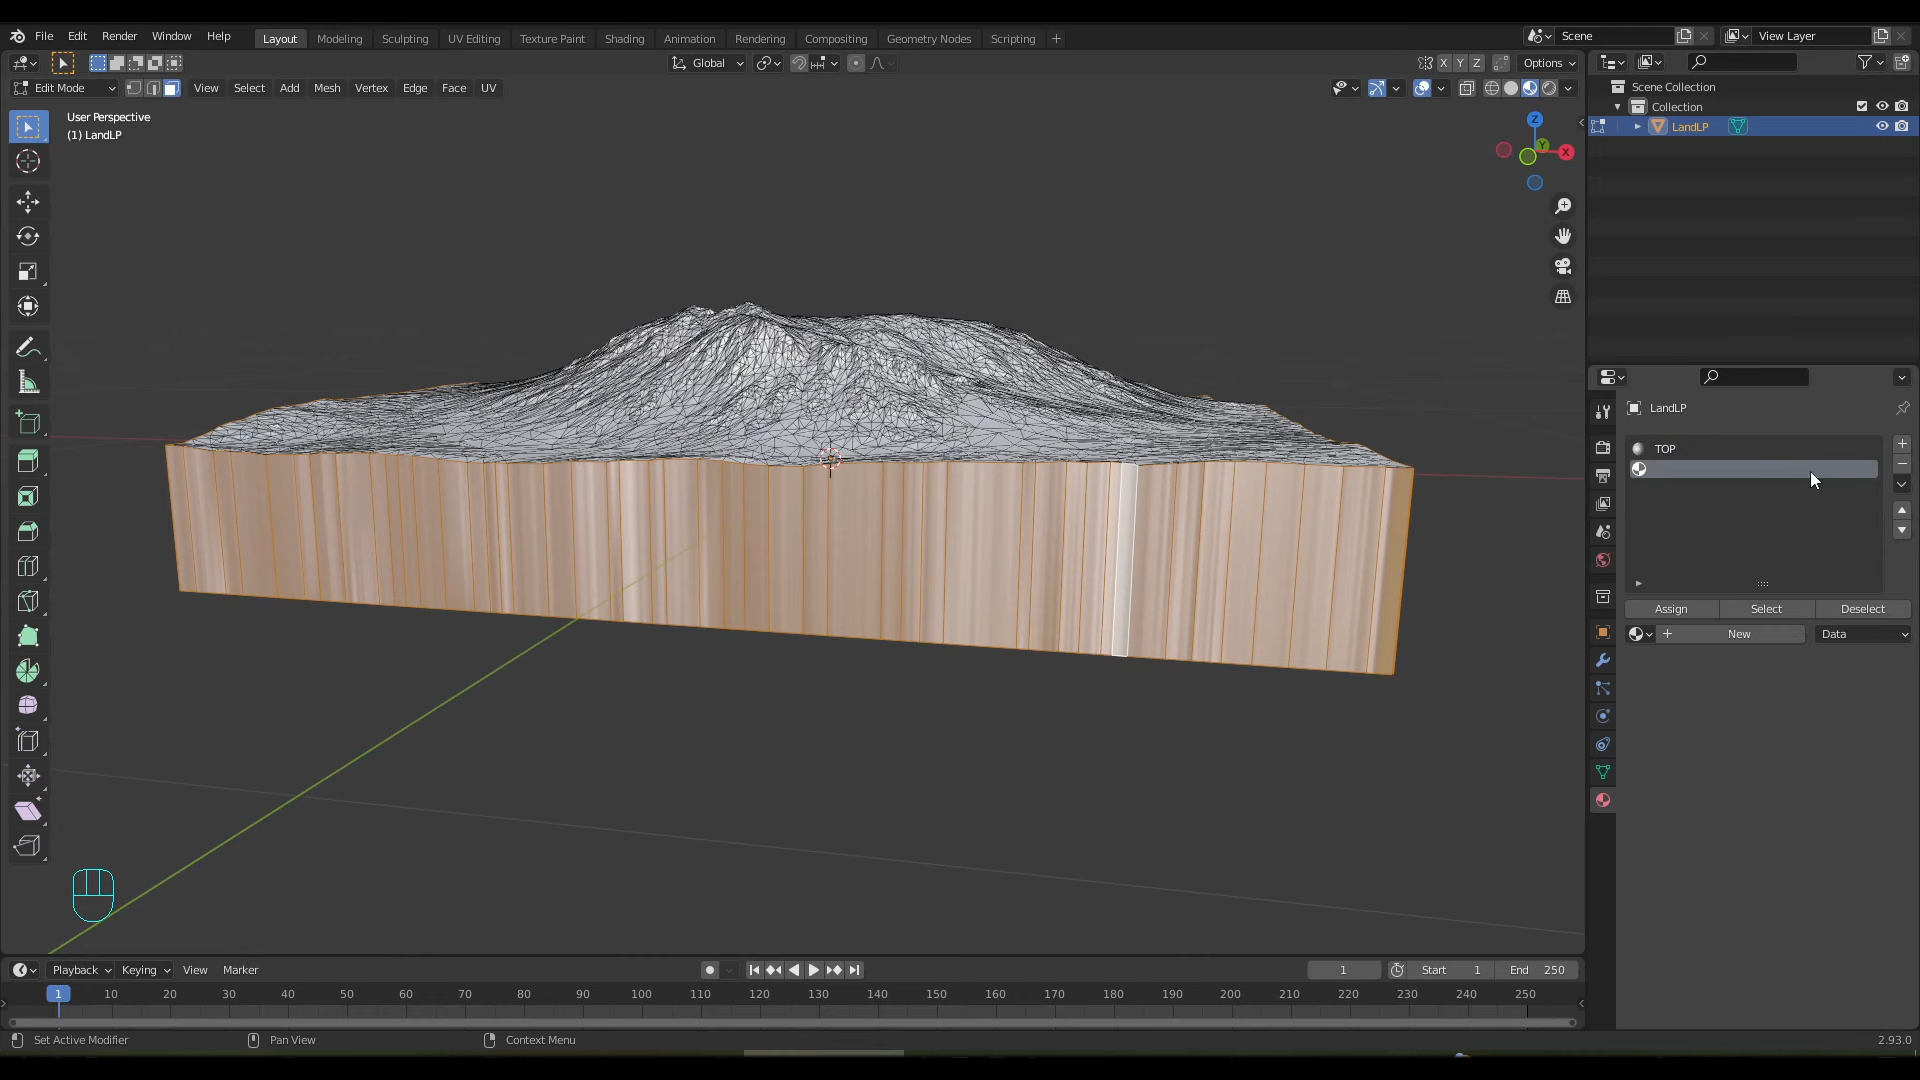 File Edit Render Window Help Layout Modeling Sculpting UV Editing Texture Paint Shading Animation Rendering Compositing Geometry Nodes Scripting + Scene View Layer
Global X Y Z Options
Edit Mode View Select Add Mesh Vertex Edge Face UV
Scene Collection
Collection
LandLP
User Perspective
(1) LandLP
Z
Y
X
LandLP
TOP
Assign Select Deselect
+ New Data
Playback Keying View Marker 1 Start 1 End 250
1 10 20 30 40 50 60 70 80 90 100 110 120 130 140 150 160 170 180 190 200 210 220 230 240 250
Set Active Modifier Pan View Context Menu 2.93.0